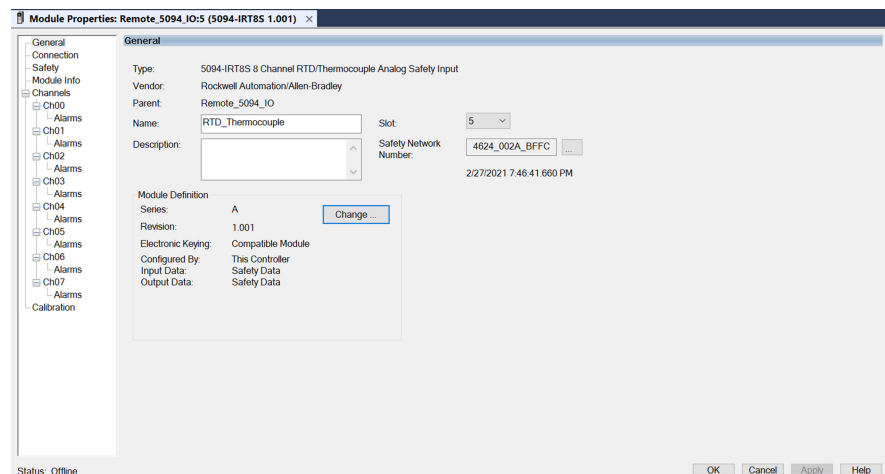 Module Properties: Remote_5094_IO:5 (5094-IRT8S 1.001) ×
General
Connection
Safety
Module Info
Channels
Ch00
Alarms
Ch01
Alarms
Ch02
Alarms
Ch03
Alarms
Ch04
Alarms
Ch05
Alarms
Ch06
Alarms
Ch07
Alarms
Calibration
General
Type: 5094-IRT8S 8 Channel RTD/Thermocouple Analog Safety Input
Vendor: Rockwell Automation/Allen-Bradley
Parent: Remote_5094_IO
Name: RTD_Thermocouple Slot: 5
Description: Safety Network Number: 4624_002A_BFFC ...
2/27/2021 7:46:41.660 PM
Module Definition
Series: A Change ...
Revision: 1.001
Electronic Keying: Compatible Module
Configured By: This Controller
Input Data: Safety Data
Output Data: Safety Data
Status: Offline OK Cancel Apply Help